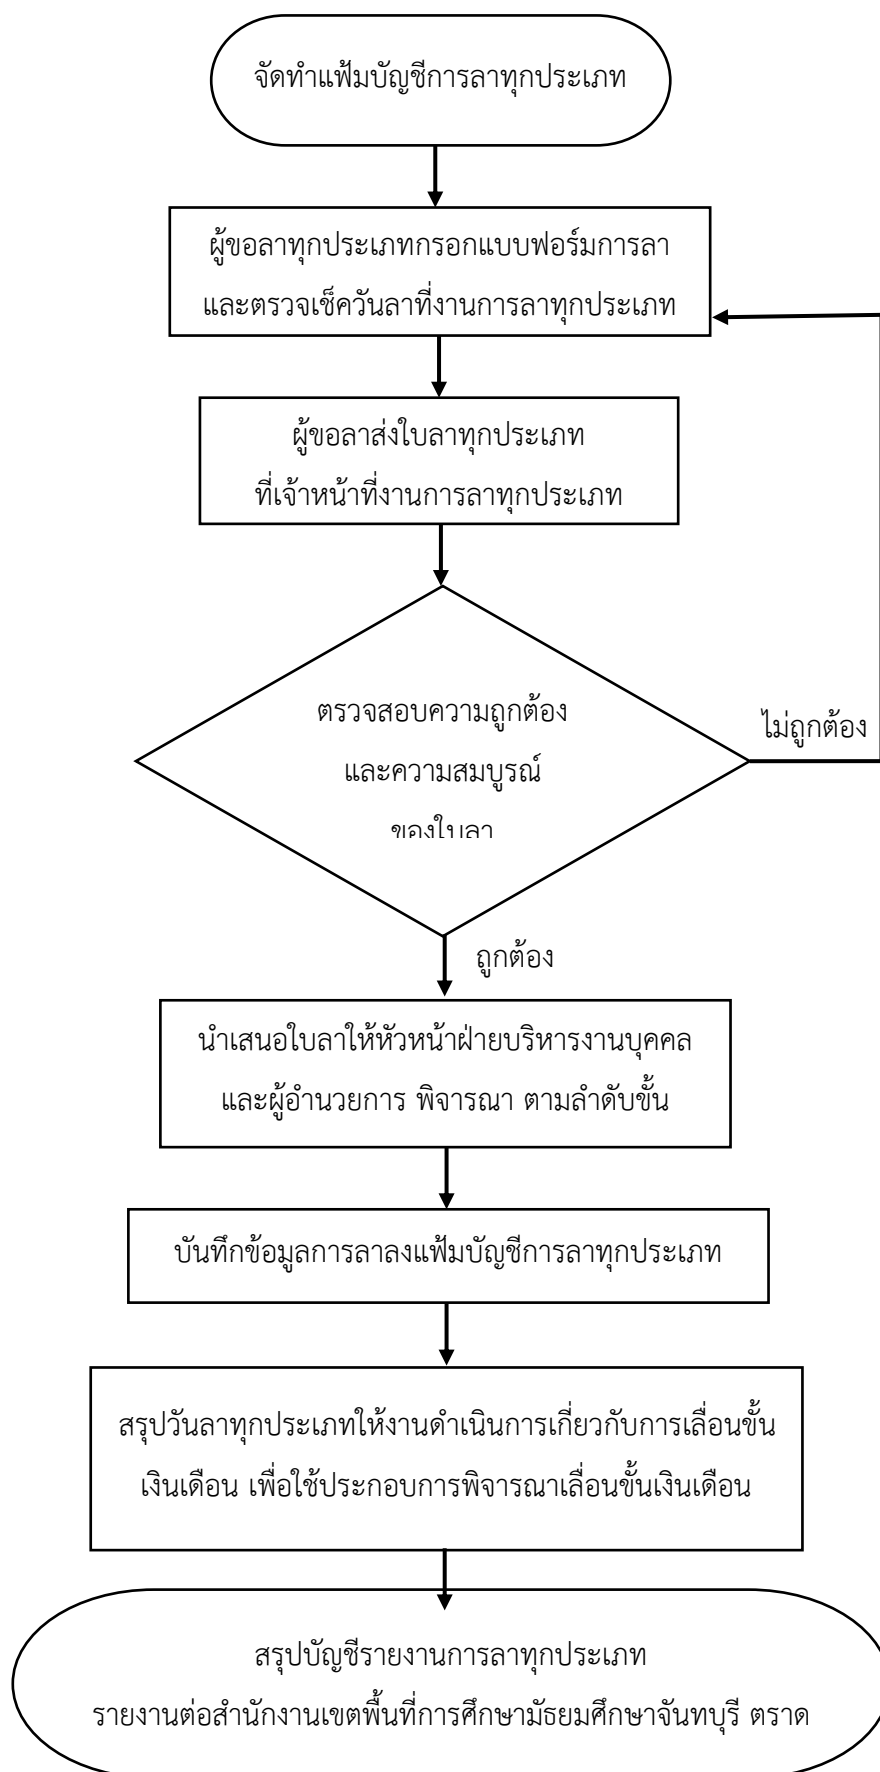 จัดทำแฟ้มบัญชีการลาทุกประเภท
ผู้ขอลาทุกประเภทกรอกแบบฟอร์มการลา
และตรวจเช็ควันลาที่งานการลาทุกประเภท
ผู้ขอลาส่งใบลาทุกประเภท
ที่เจ้าหน้าที่งานการลาทุกประเภท
ตรวจสอบความถูกต้อง
และความสมบูรณ์
ของใบลา
ไม่ถูกต้อง
ถูกต้อง
นำเสนอใบลาให้หัวหน้าฝ่ายบริหารงานบุคคล
และผู้อำนวยการ พิจารณา ตามลำดับขั้น
บันทึกข้อมูลการลาลงแฟ้มบัญชีการลาทุกประเภท
สรุปวันลาทุกประเภทให้งานดำเนินการเกี่ยวกับการเลื่อนขั้น
เงินเดือน เพื่อใช้ประกอบการพิจารณาเลื่อนขั้นเงินเดือน
สรุปบัญชีรายงานการลาทุกประเภท
รายงานต่อสำนักงานเขตพื้นที่การศึกษามัธยมศึกษาจันทบุรี ตราด